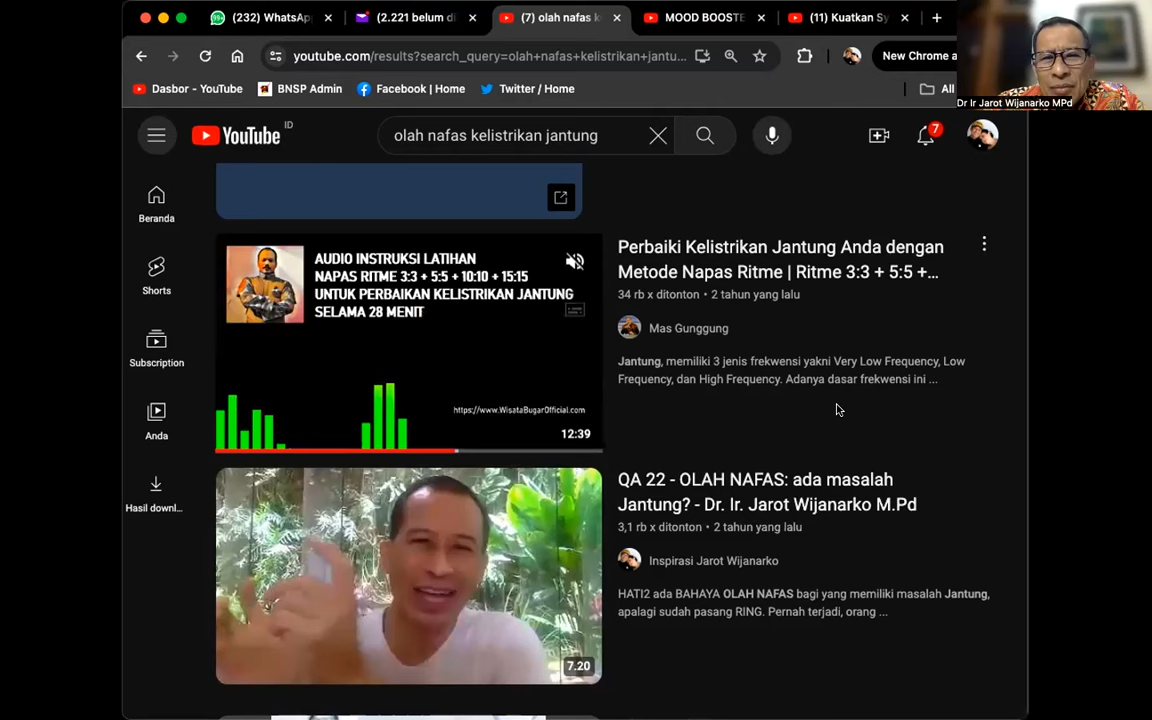 (232) WhatsApp
(2.221 belum di
(7) olah nafas k
MOOD BOOSTE
(11) Kuatkan Sy
youtube.com/results?search_query=olah+nafas+kelistrikan+jantu...
New Chrome a
Dasbor - YouTube
BNSP Admin
Facebook | Home
Twitter / Home
All
Dr Ir Jarot Wijanarko MPd
YouTube ID
olah nafas kelistrikan jantung
7
Beranda
Shorts
Subscription
Anda
Hasil downl...
AUDIO INSTRUKSI LATIHAN
NAPAS RITME 3:3 + 5:5 + 10:10 + 15:15
UNTUK PERBAIKAN KELISTRIKAN JANTUNG
SELAMA 28 MENIT
https://www.WisataBugarOfficial.com
12:39
Perbaiki Kelistrikan Jantung Anda dengan
Metode Napas Ritme | Ritme 3:3 + 5:5 +...
34 rb x ditonton • 2 tahun yang lalu
Mas Gunggung
Jantung, memiliki 3 jenis frekwensi yakni Very Low Frequency, Low
Frequency, dan High Frequency. Adanya dasar frekwensi ini ...
7.20
QA 22 - OLAH NAFAS: ada masalah
Jantung? - Dr. Ir. Jarot Wijanarko M.Pd
3,1 rb x ditonton • 2 tahun yang lalu
Inspirasi Jarot Wijanarko
HATI2 ada BAHAYA OLAH NAFAS bagi yang memiliki masalah Jantung,
apalagi sudah pasang RING. Pernah terjadi, orang ...